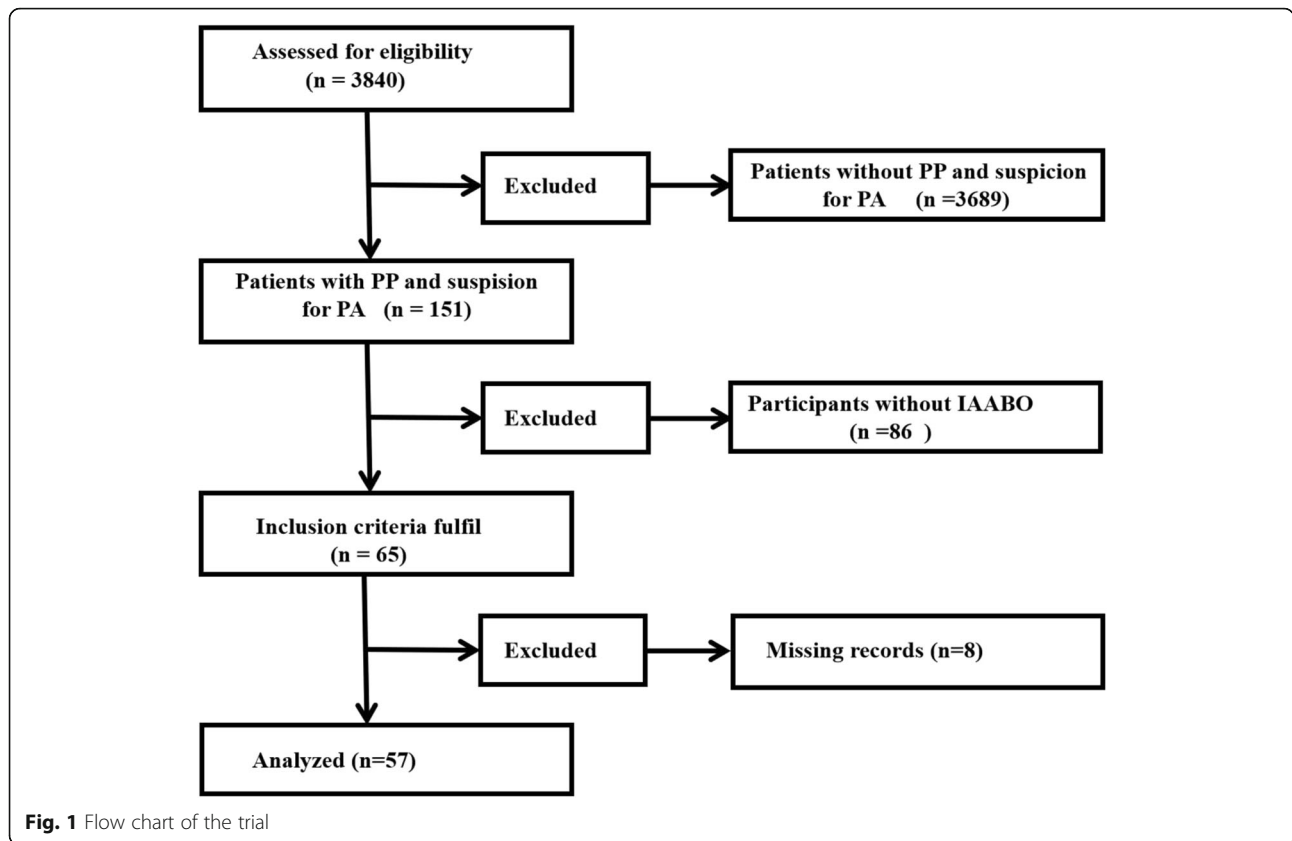 Assessed for eligibility
(n = 3840)
Excluded
Patients without PP and suspicion
for PA (n =3689)
Patients with PP and suspision
for PA (n = 151)
Excluded
Participants without IAABO
(n =86 )
Inclusion criteria fulfil
(n = 65)
Excluded
Missing records (n=8)
Analyzed (n=57)
Fig. 1 Flow chart of the trial